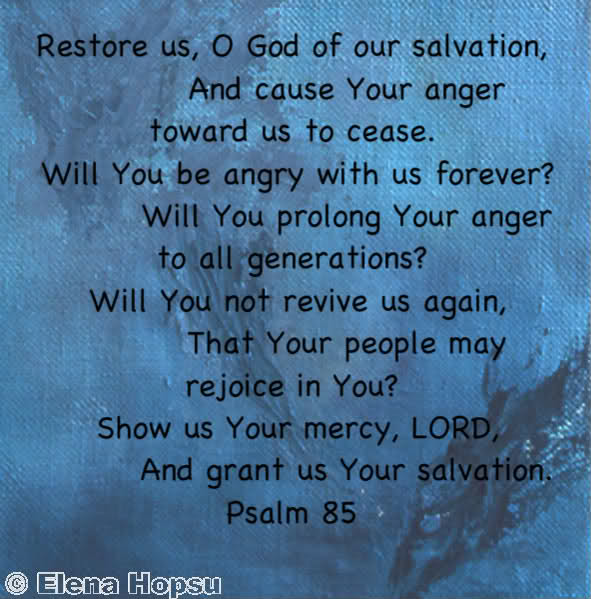 Restore us, O God of our salvation,
And cause Your anger
toward us to cease.
Will You be angry with us forever?
Will You prolong Your anger
to all generations?
Will You not revive us again,
That Your people may
rejoice in You?
Show us Your mercy, LORD,
And grant us Your salvation.
Psalm 85
© Elena Hopsu